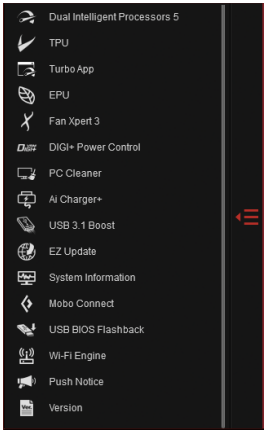 Dual Intelligent Processors 5
TPU
Turbo App
EPU
Fan Xpert 3
DIGI+ Power Control
PC Cleaner
Ai Charger+
USB 3.1 Boost
EZ Update
System Information
Mobo Connect
USB BIOS Flashback
Wi-Fi Engine
Push Notice
Ver. Version